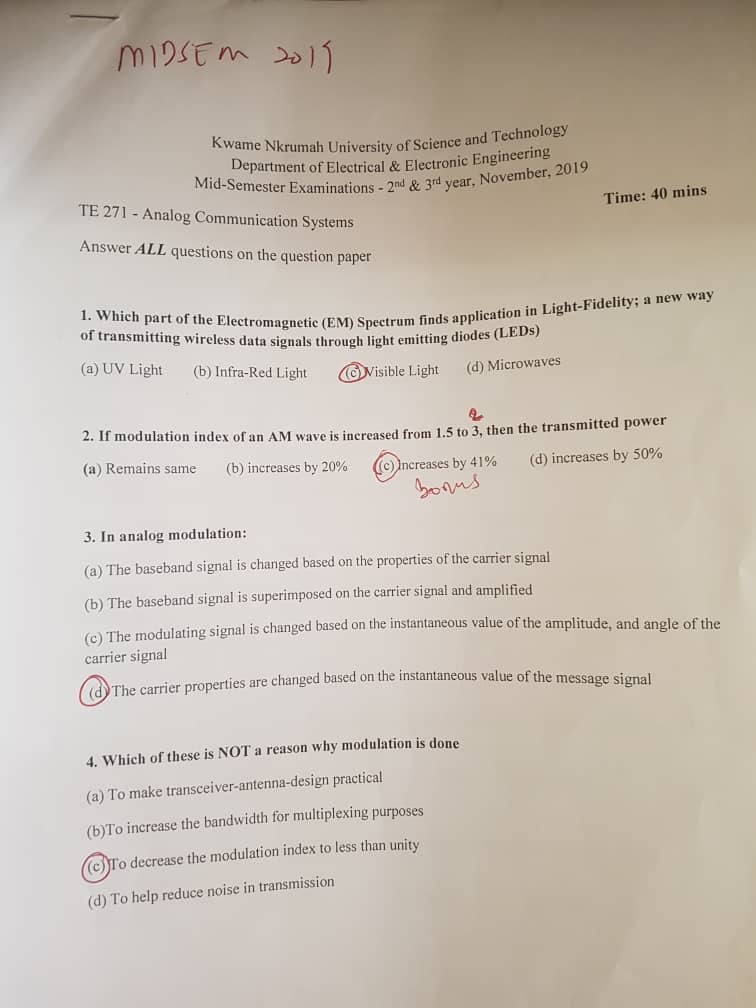 MIDSEM 2019
Kwame Nkrumah University of Science and Technology
Department of Electrical & Electronic Engineering
Mid-Semester Examinations - 2nd & 3rd year, November, 2019
Time: 40 mins
TE 271 - Analog Communication Systems
Answer ALL questions on the question paper
1. Which part of the Electromagnetic (EM) Spectrum finds application in Light-Fidelity; a new way
of transmitting wireless data signals through light emitting diodes (LEDs)
(a) UV Light (b) Infra-Red Light (c) Visible Light (d) Microwaves
2
2. If modulation index of an AM wave is increased from 1.5 to 3, then the transmitted power
(a) Remains same (b) increases by 20% (c) increases by 41% (d) increases by 50%
bonus
3. In analog modulation:
(a) The baseband signal is changed based on the properties of the carrier signal
(b) The baseband signal is superimposed on the carrier signal and amplified
(c) The modulating signal is changed based on the instantaneous value of the amplitude, and angle of the
carrier signal
(d) The carrier properties are changed based on the instantaneous value of the message signal
4. Which of these is NOT a reason why modulation is done
(a) To make transceiver-antenna-design practical
(b)To increase the bandwidth for multiplexing purposes
(c)To decrease the modulation index to less than unity
(d) To help reduce noise in transmission